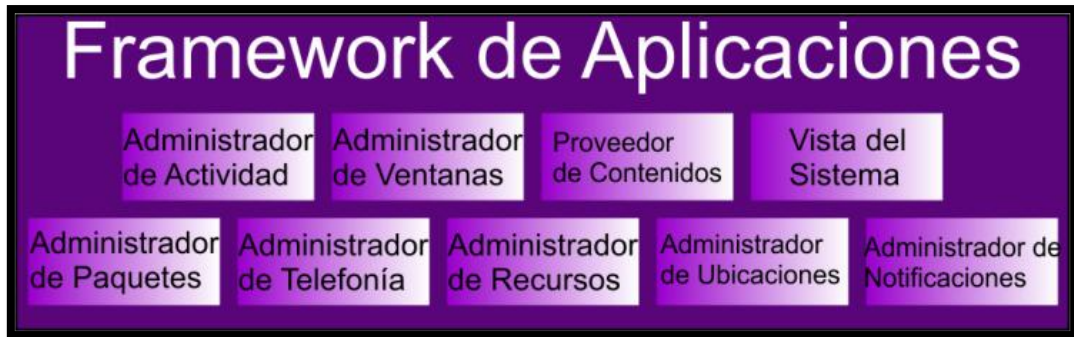 Framework de Aplicaciones
Administrador
de Actividad
Administrador
de Ventanas
Proveedor
de Contenidos
Vista del
Sistema
Administrador
de Paquetes
Administrador
de Telefonía
Administrador
de Recursos
Administrador
de Ubicaciones
Administrador de
Notificaciones